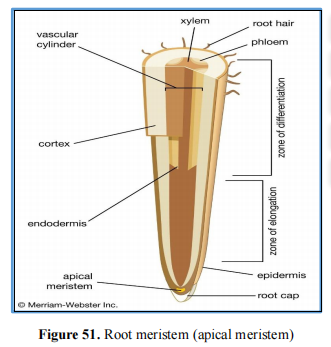 xylem
root hair
vascular
cylinder
phloem
zone of differentiation
cortex
zone of elongation
endodermis
apical
meristem
epidermis
root cap
© Merriam-Webster Inc.
Figure 51. Root meristem (apical meristem)